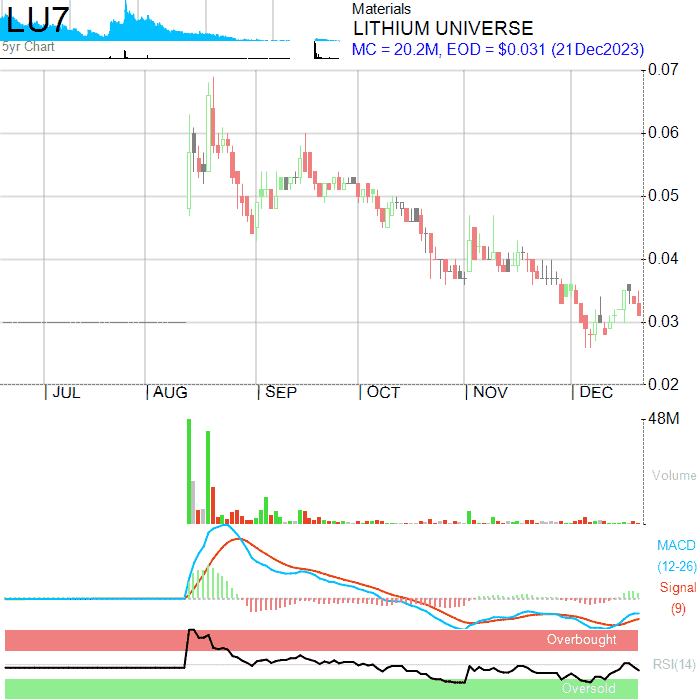 LU7
5yr Chart
Materials
LITHIUM UNIVERSE
MC = 20.2M, EOD = $0.031 (21Dec2023)
0.07
0.06
0.05
0.04
0.03
0.02
JUL AUG SEP OCT NOV DEC
48M
Volume
MACD
(12-26)
Signal
(9)
Overbought
RSI(14)
Oversold